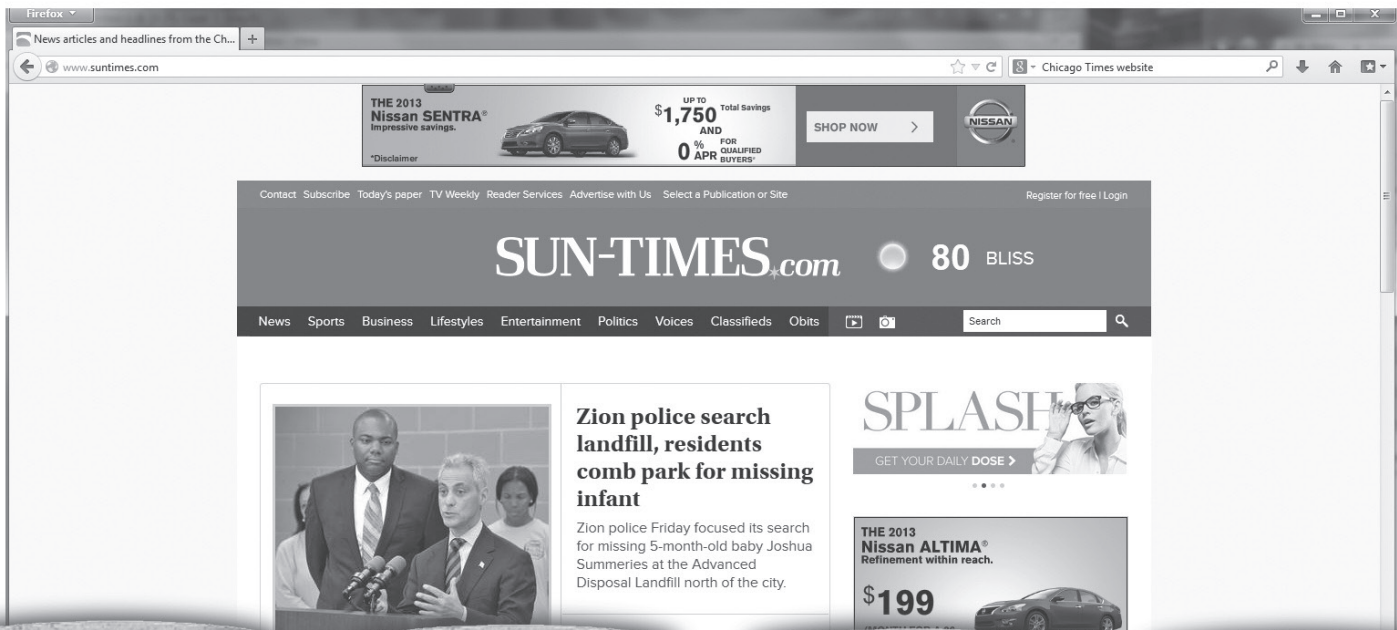 Firefox
News articles and headlines from the Ch... +
www.suntimes.com
8 Chicago Times website
THE 2013
Nissan SENTRA®
Impressive savings.
*Disclaimer
UP TO
$1,750 Total Savings
AND
0% APR FOR QUALIFIED BUYERS*
SHOP NOW >
NISSAN
Contact Subscribe Today's paper TV Weekly Reader Services Advertise with Us Select a Publication or Site
Register for free | Login
SUN-TIMES.com
80 BLISS
News Sports Business Lifestyles Entertainment Politics Voices Classifieds Obits
Search
Zion police search
landfill, residents
comb park for missing
infant
Zion police Friday focused its search
for missing 5-month-old baby Joshua
Summeries at the Advanced
Disposal Landfill north of the city.
SPLASH
GET YOUR DAILY DOSE >
THE 2013
Nissan ALTIMA®
Refinement within reach.
$199